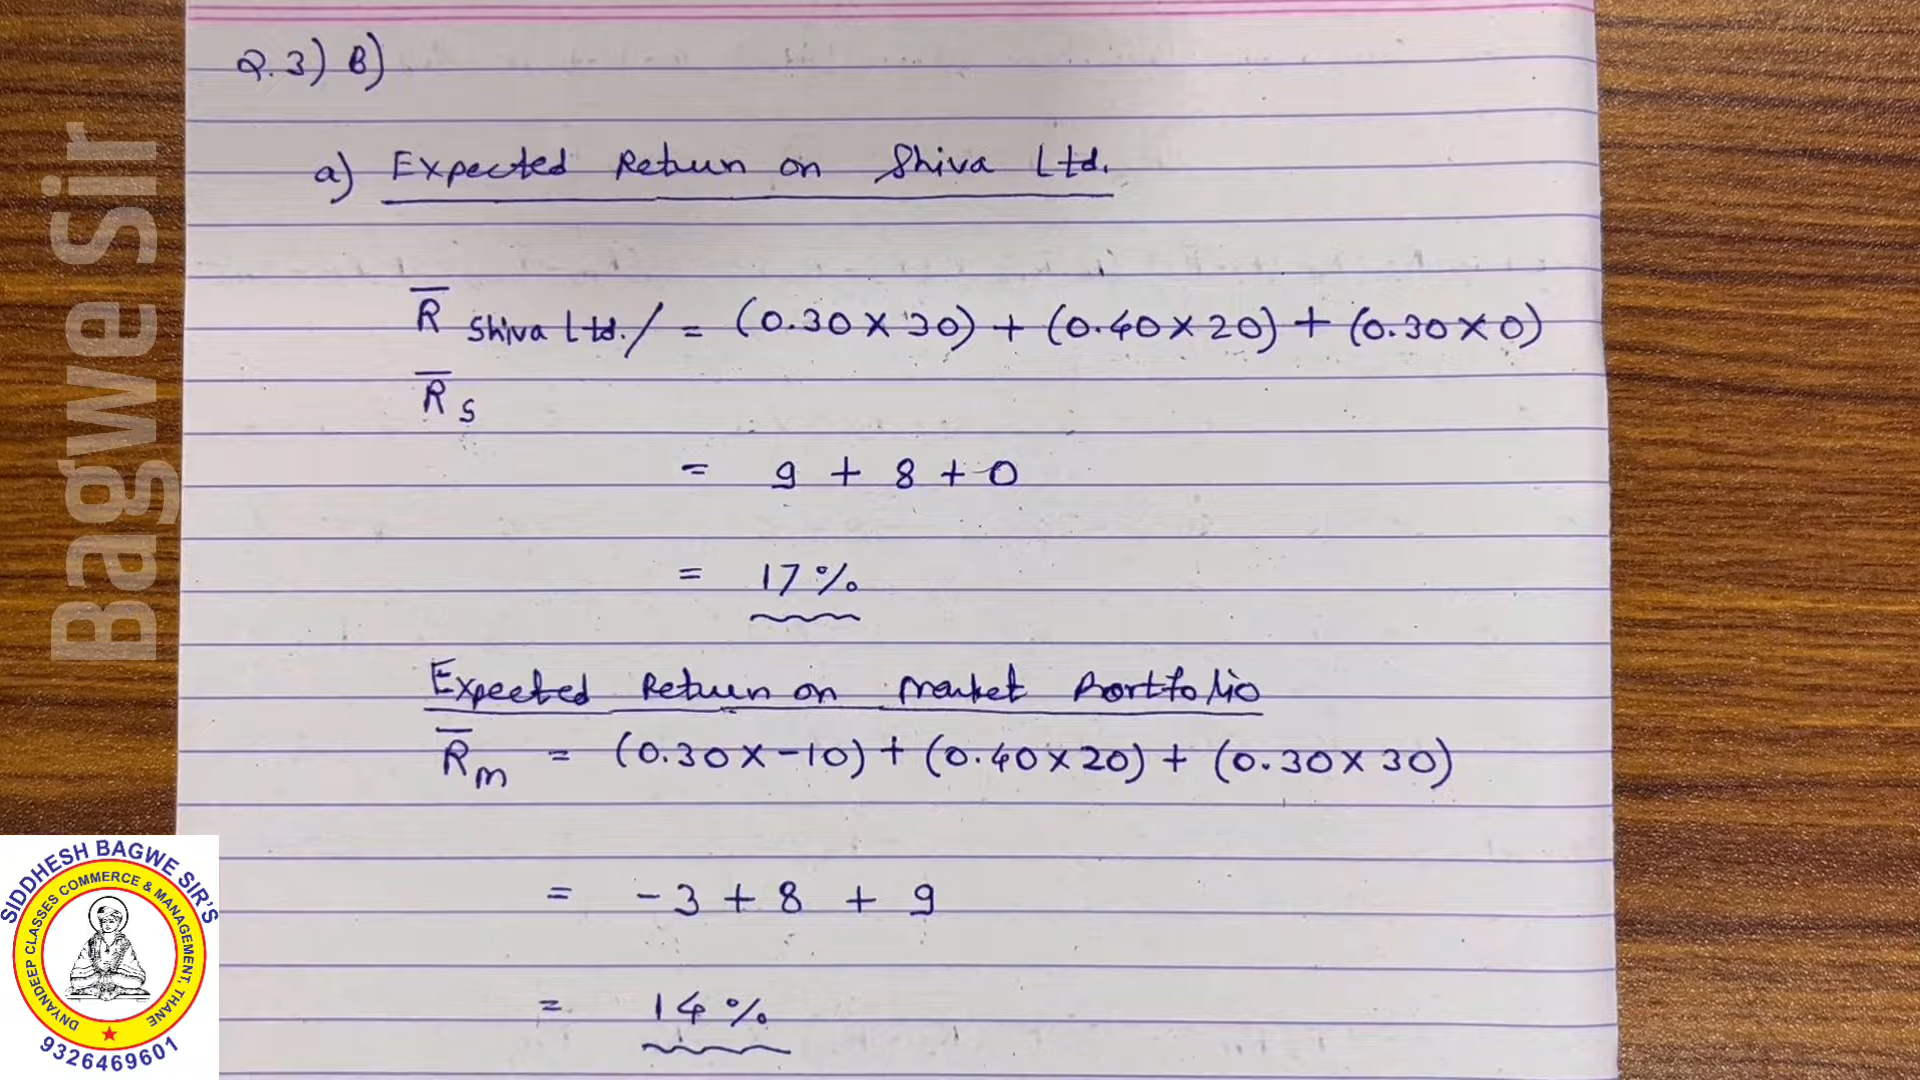 Q.3) B)
a) Expected Return on Shiva Ltd.
R̅ Shiva Ltd./ = (0.30 × 30) + (0.40 × 20) + (0.30 × 0)
R̅ s
= 9 + 8 + 0
= 17%
Expected Return on market Portfolio
R̅m = (0.30 × -10) + (0.40 × 20) + (0.30 × 30)
= -3 + 8 + 9
= 14%
Bagwe Sir
SIDDHESH BAGWE SIR'S
DNYANDEEP CLASSES COMMERCE & MANAGEMENT, THANE
9326469601